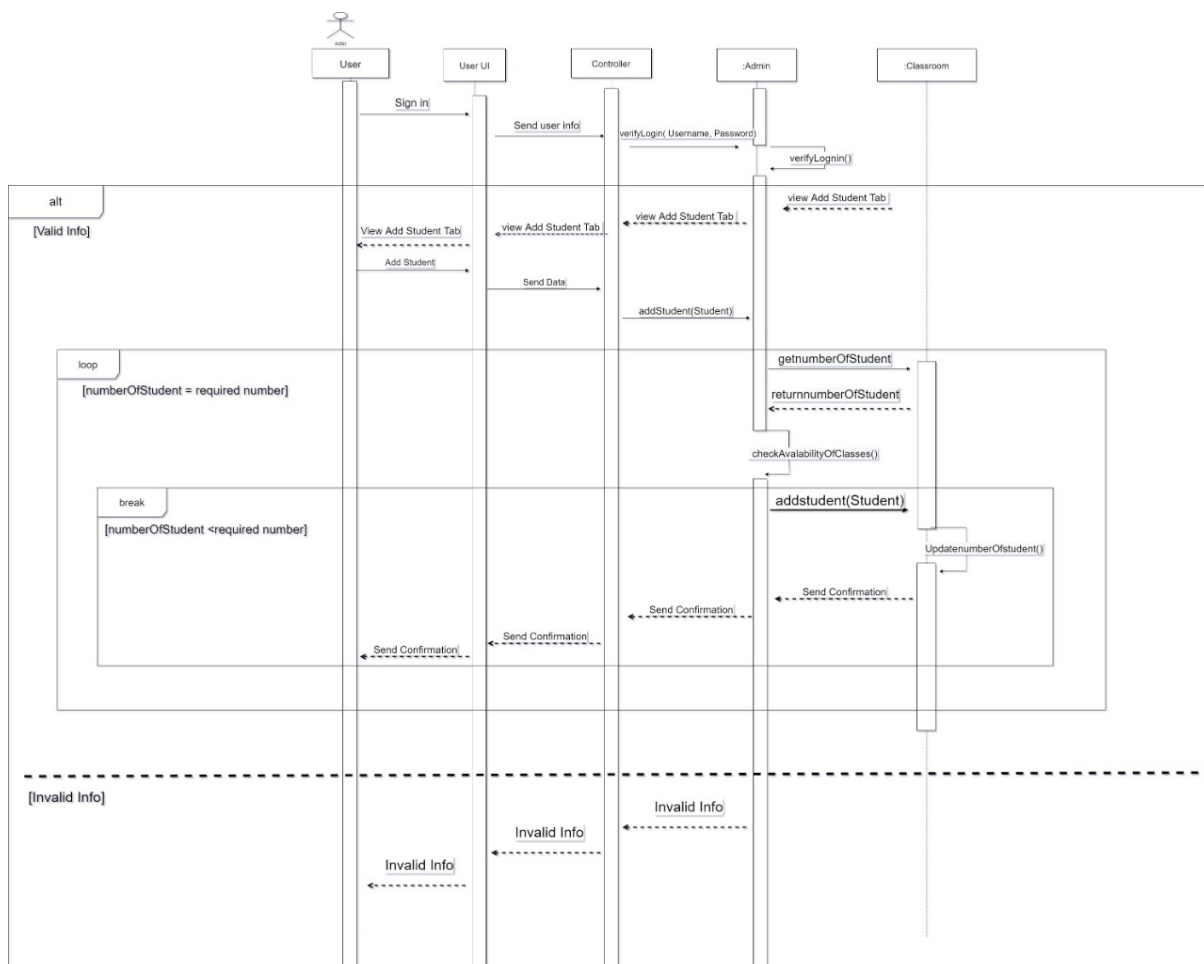 Actor
User
User UI
Controller
:Admin
:Classroom
Sign in
Send user info
verifyLogin( Username, Password)
verifyLognin()
alt
[Valid Info]
view Add Student Tab
view Add Student Tab
view Add Student Tab
View Add Student Tab
Add Student
Send Data
addStudent(Student)
loop
[numberOfStudent = required number]
getnumberOfStudent
returnnumberOfStudent
checkAvalabilityOfClasses()
break
[numberOfStudent <required number]
addstudent(Student)
UpdatenumberOfstudent()
Send Confirmation
Send Confirmation
Send Confirmation
Send Confirmation
[Invalid Info]
Invalid Info
Invalid Info
Invalid Info